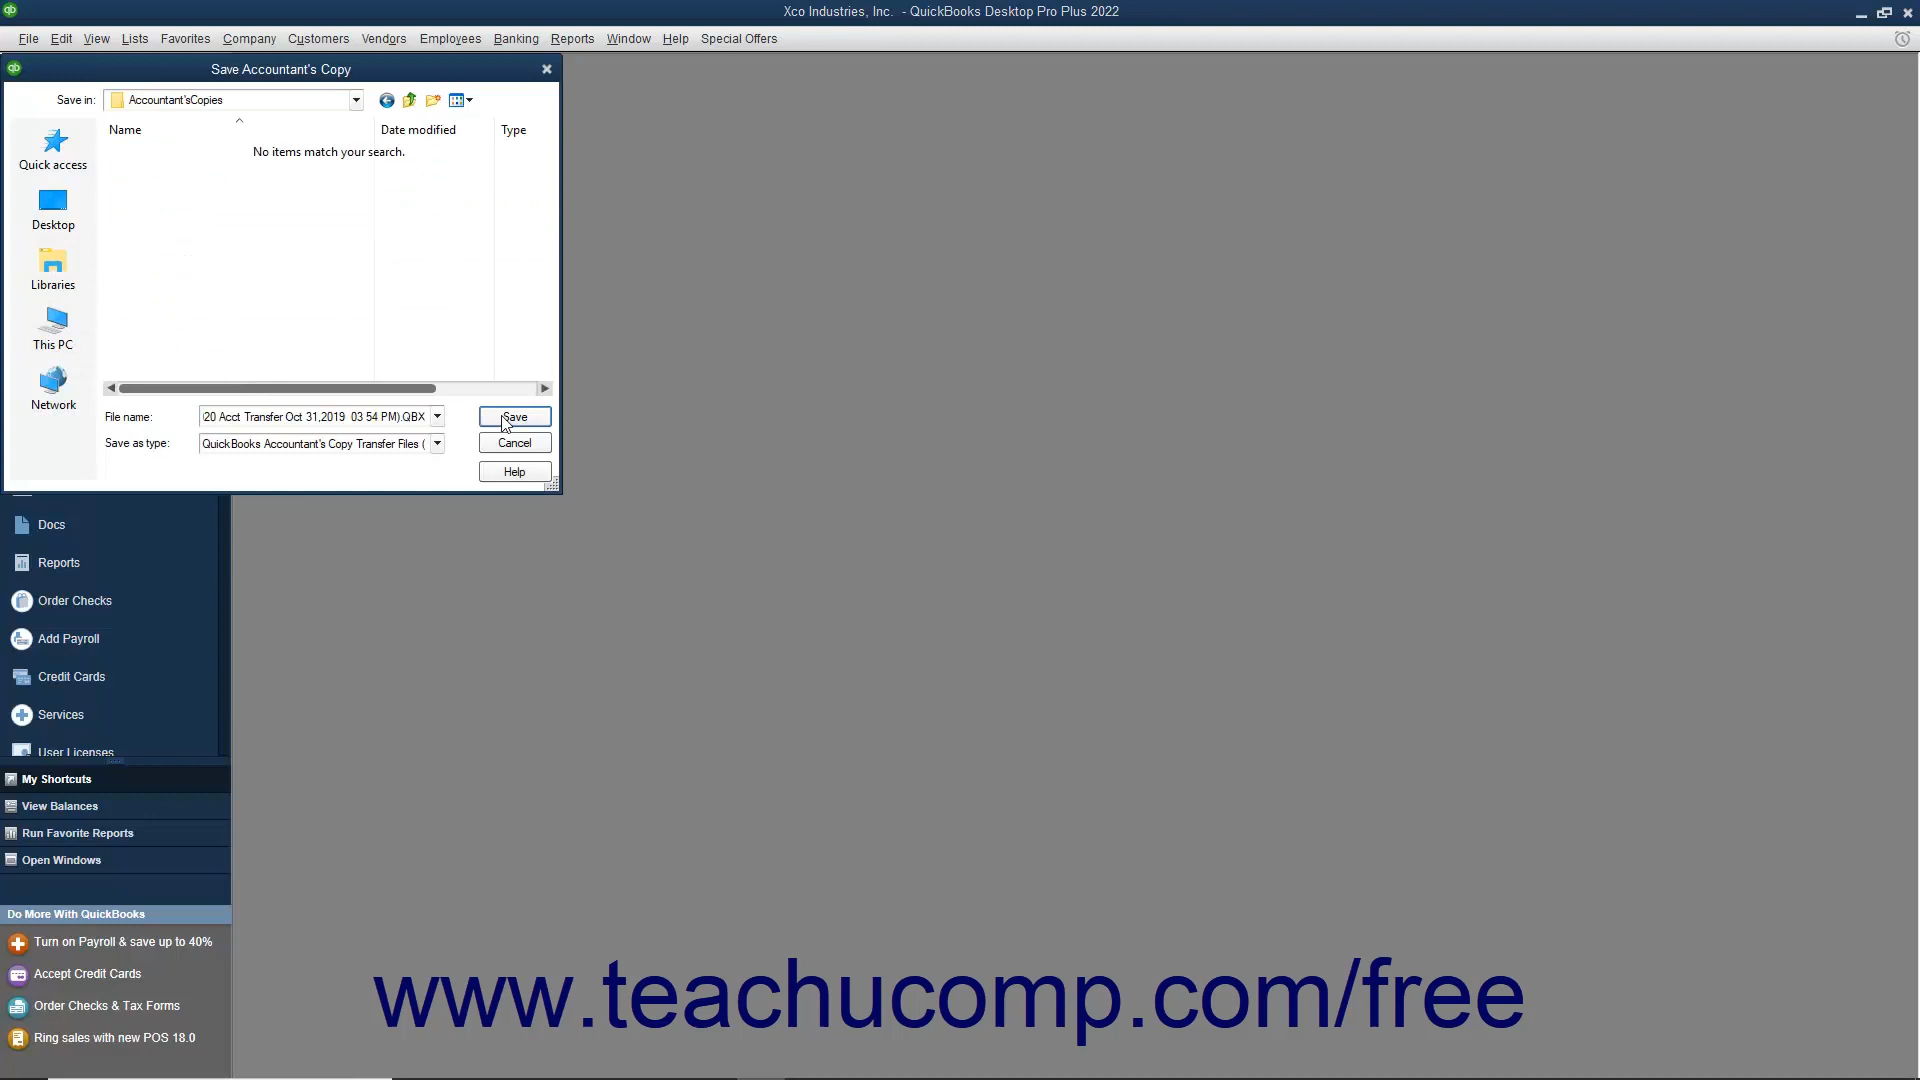 Xco Industries, Inc. - QuickBooks Desktop Pro Plus 2022
File Edit View Lists Favorites Company Customers Vendors Employees Banking Reports Window Help Special Offers
Save Accountant's Copy
Save in: Accountant'sCopies
Name Date modified Type
No items match your search.
Quick access
Desktop
Libraries
This PC
Network
File name: 20 Acct Transfer Oct 31,2019 03 54 PM).QBX Save
Save as type: QuickBooks Accountant's Copy Transfer Files ( Cancel
Help
Docs
Reports
Order Checks
Add Payroll
Credit Cards
Services
User Licenses
My Shortcuts
View Balances
Run Favorite Reports
Open Windows
Do More With QuickBooks
Turn on Payroll & save up to 40%
Accept Credit Cards
Order Checks & Tax Forms
Ring sales with new POS 18.0
www.teachucomp.com/free